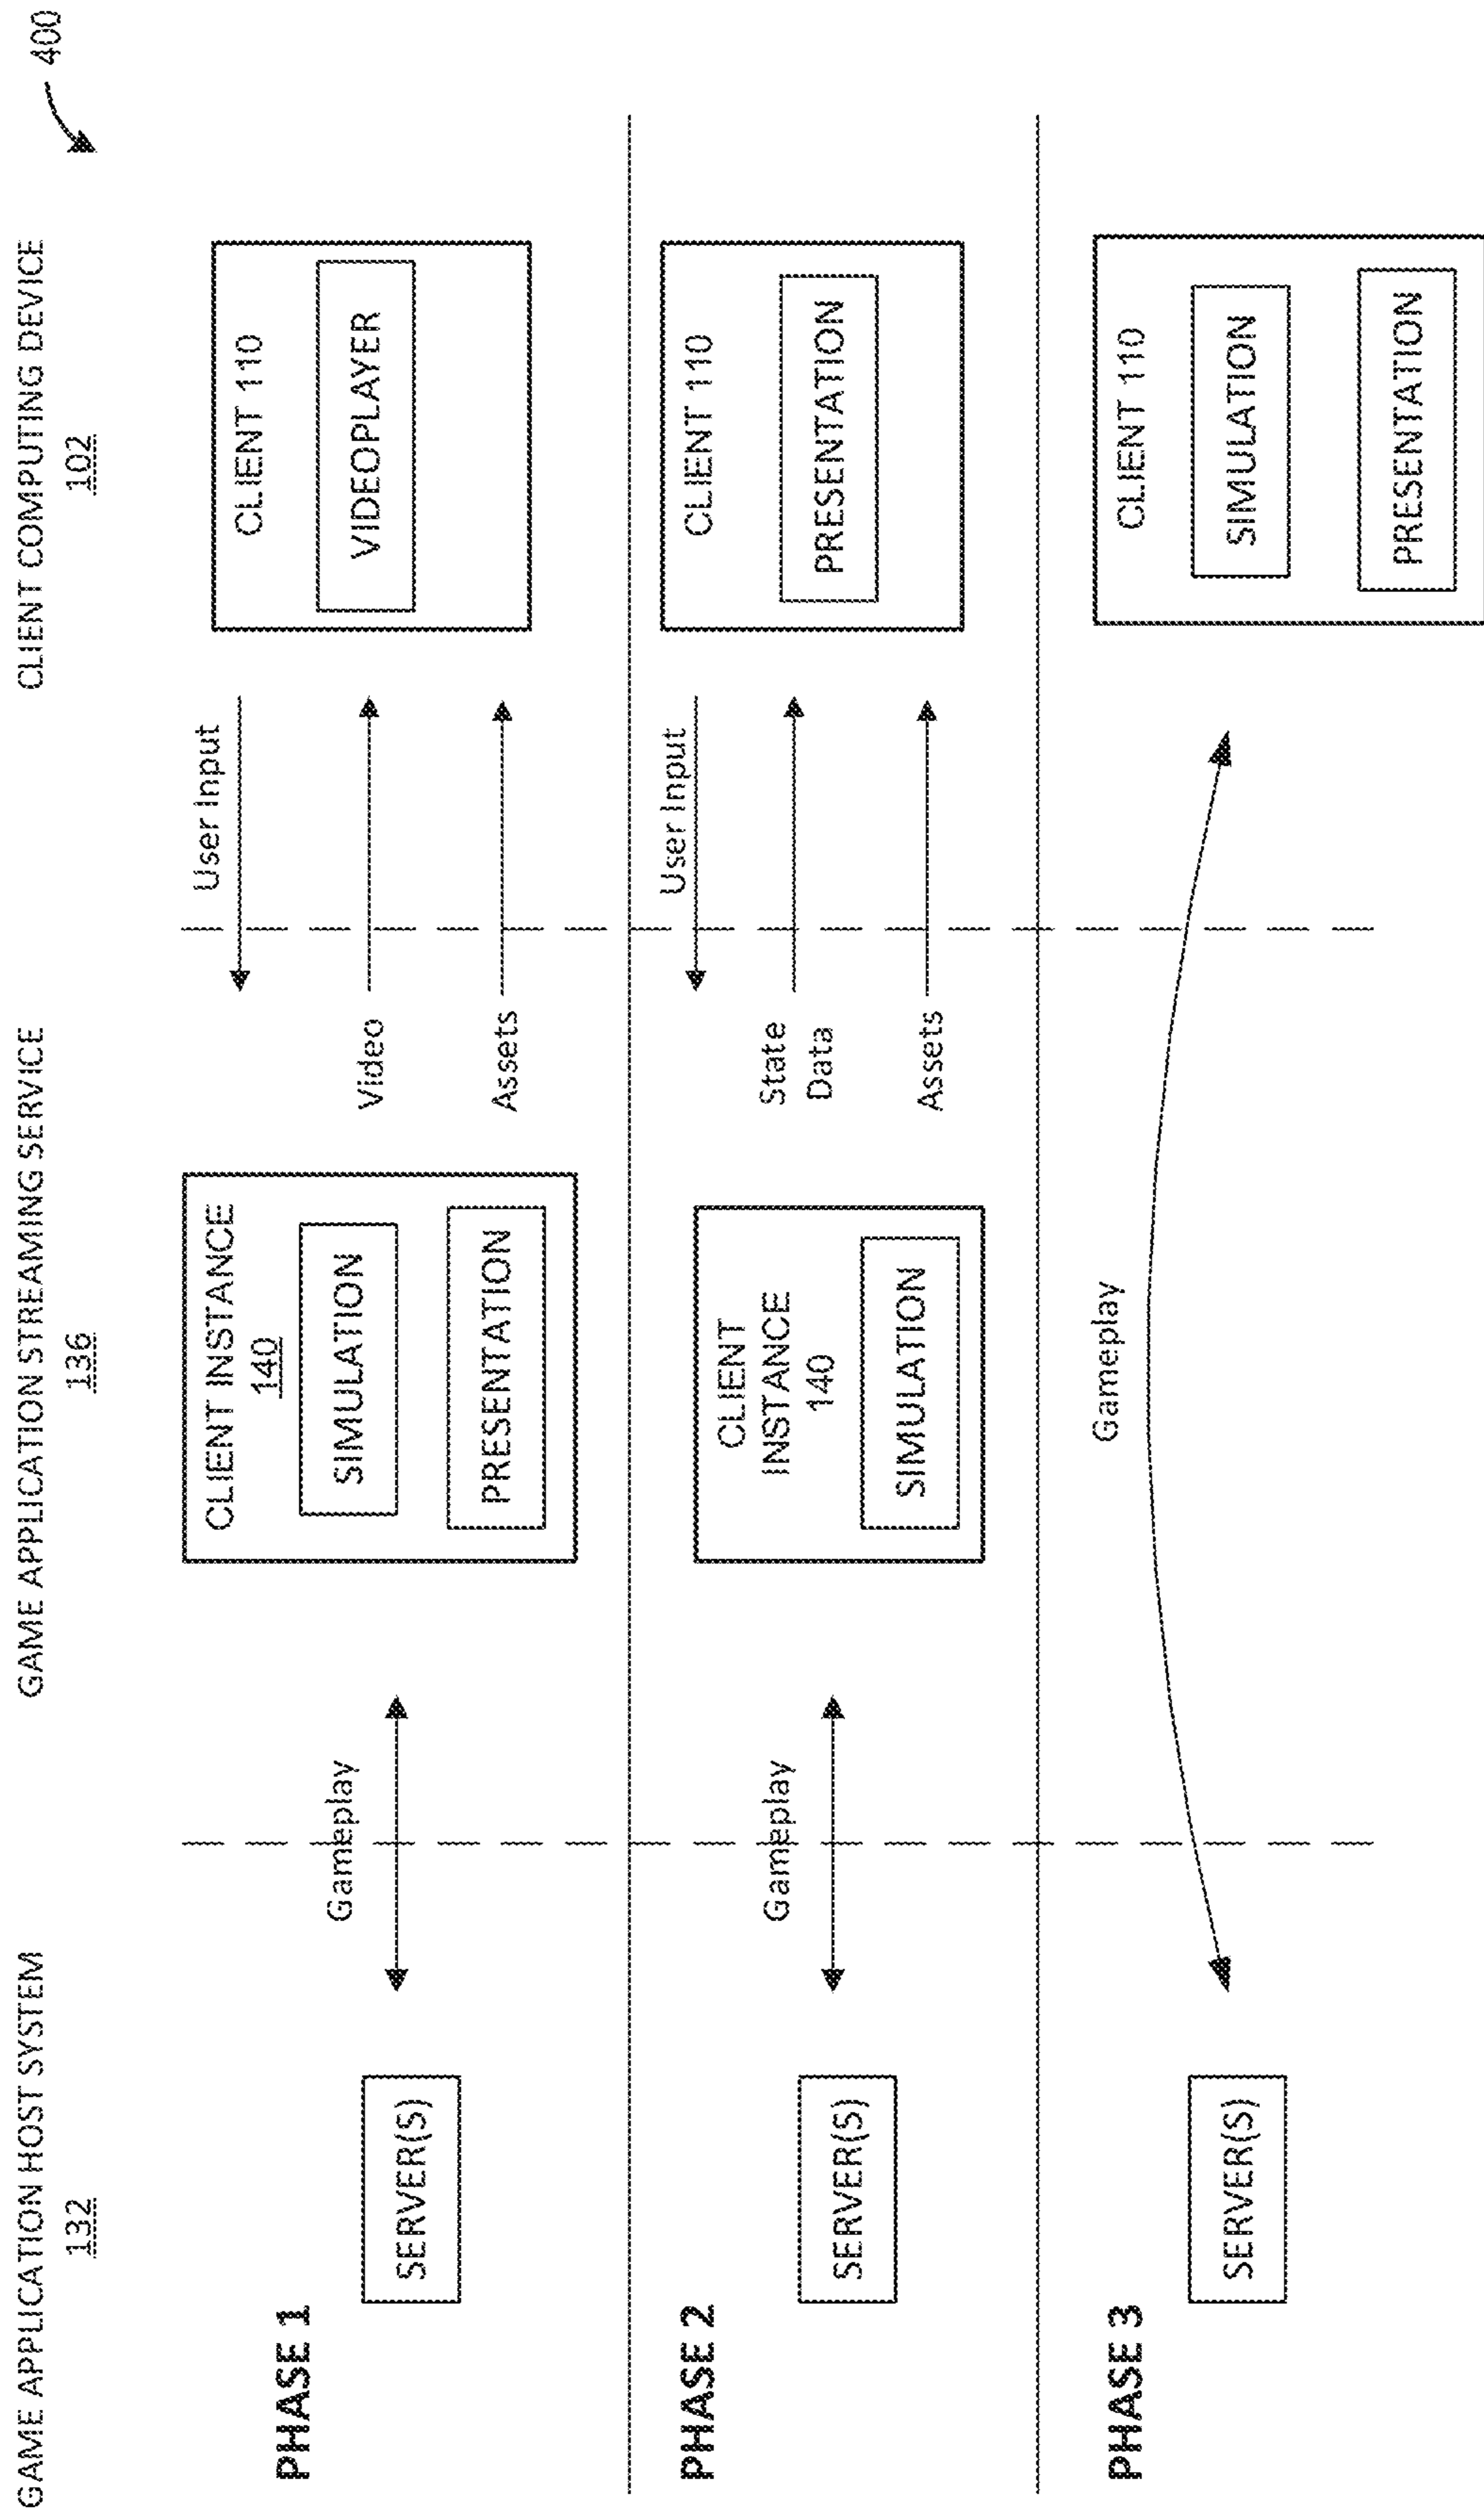 400
GAME APPLICATION HOST SYSTEM
132
GAME APPLICATION STREAMING SERVICE
136
CLIENT COMPUTING DEVICE
102
PHASE 1
SERVER(S)
Gameplay
CLIENT INSTANCE
140
SIMULATION
PRESENTATION
User Input
Video
Assets
CLIENT 110
VIDEOPLAYER
PHASE 2
SERVER(S)
Gameplay
CLIENT
INSTANCE
140
SIMULATION
User Input
State
Data
Assets
CLIENT 110
PRESENTATION
PHASE 3
SERVER(S)
Gameplay
CLIENT 110
SIMULATION
PRESENTATION